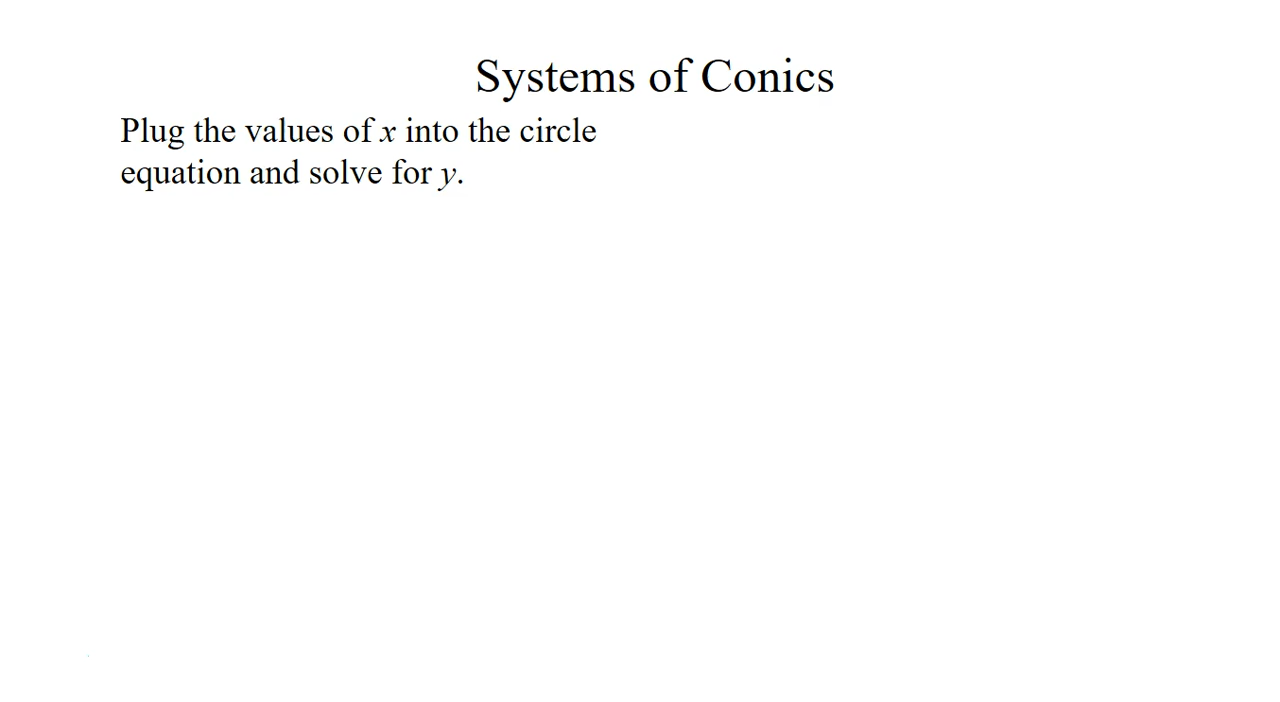 Systems of Conics
Plug the values of x into the circle
equation and solve for y.